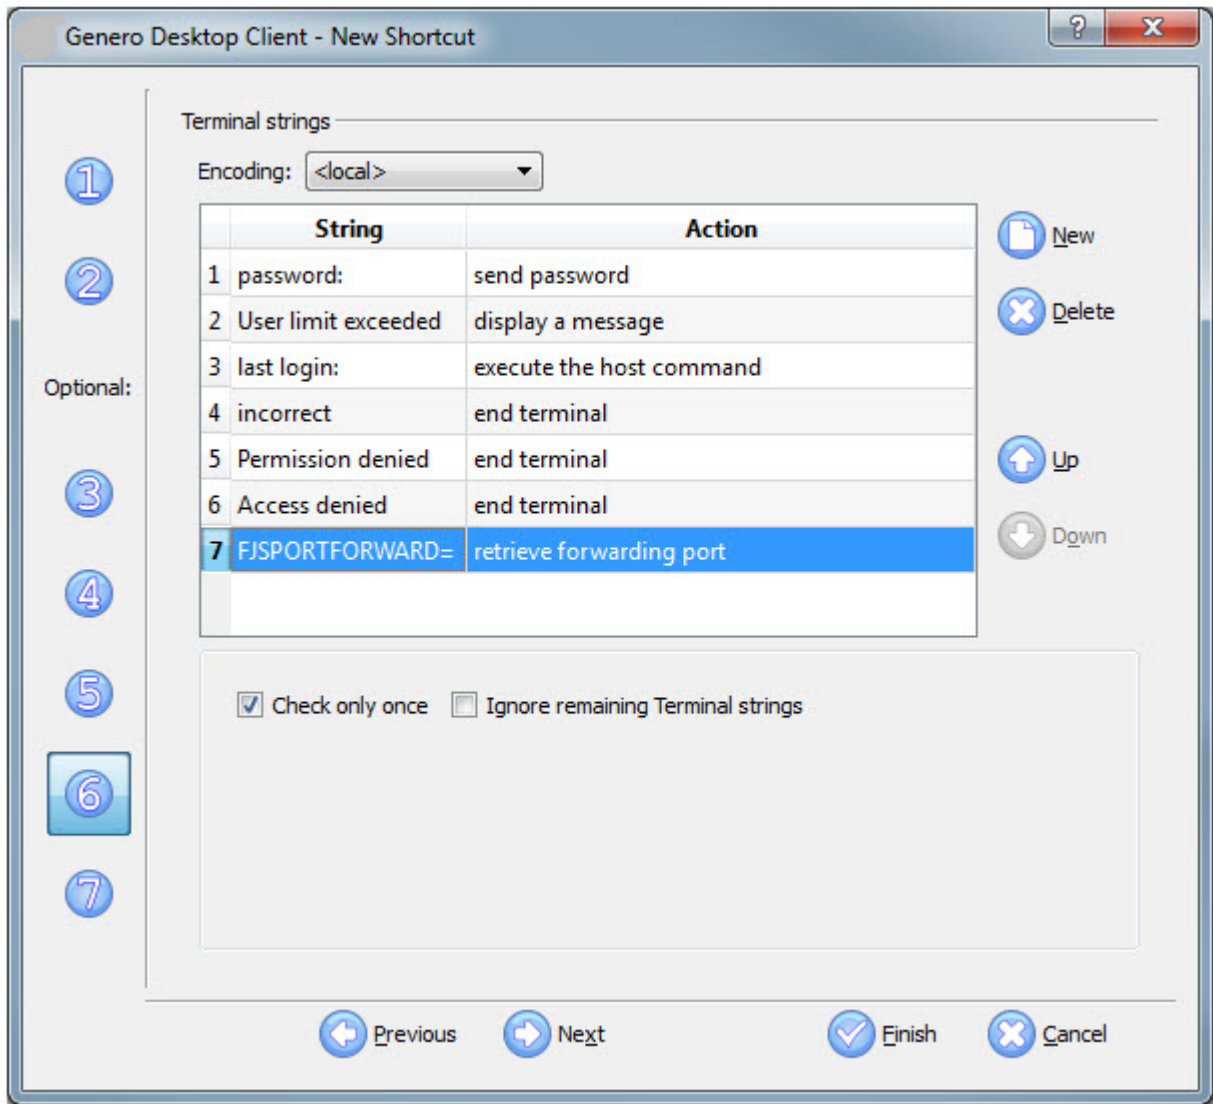 Genero Desktop Client - New Shortcut
?
X
Terminal strings
Encoding: <local>
String Action
1 password: send password
2 User limit exceeded display a message
3 last login: execute the host command
4 incorrect end terminal
5 Permission denied end terminal
6 Access denied end terminal
7 FJSPORTFORWARD= retrieve forwarding port
New
Delete
Up
Down
1
2
Optional:
3
4
5
6
7
Check only once Ignore remaining Terminal strings
Previous Next Finish Cancel